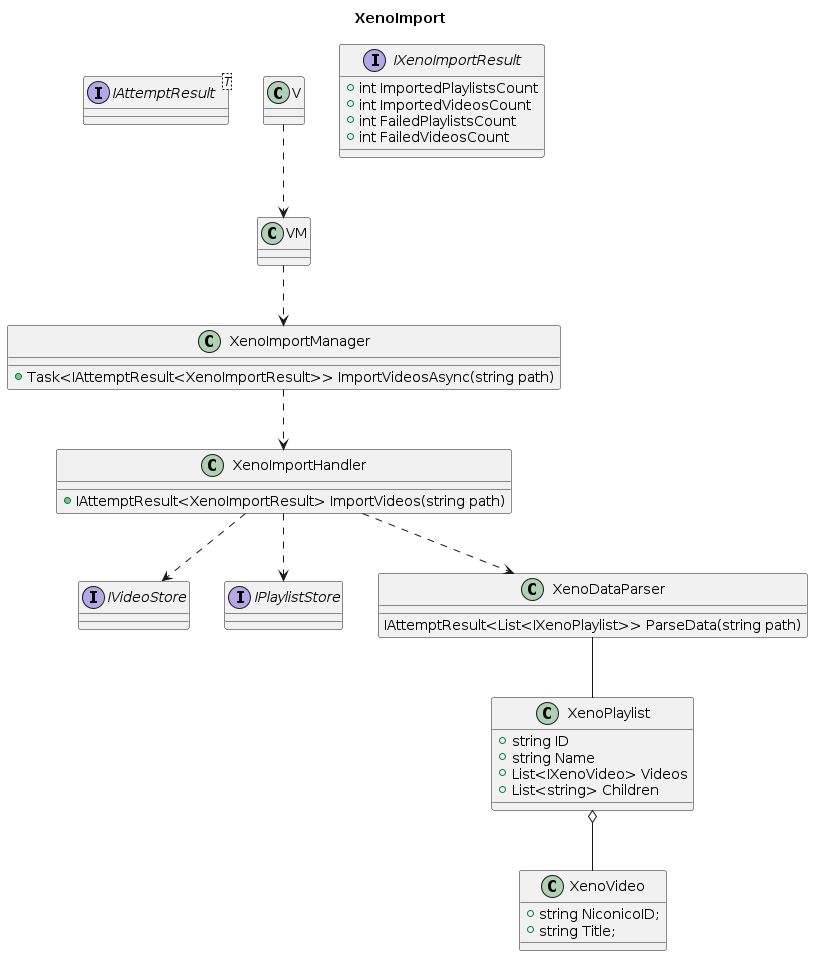 XenoImport
I IAttemptResult T
C V
I IXenoImportResult
int ImportedPlaylistsCount
int ImportedVideosCount
int FailedPlaylistsCount
int FailedVideosCount
C VM
C XenoImportManager
Task<IAttemptResult<XenoImportResult>> ImportVideosAsync(string path)
C XenoImportHandler
IAttemptResult<XenoImportResult> ImportVideos(string path)
I IVideoStore
I IPlaylistStore
C XenoDataParser
IAttemptResult<List<IXenoPlaylist>> ParseData(string path)
C XenoPlaylist
string ID
string Name
List<IXenoVideo> Videos
List<string> Children
C XenoVideo
string NiconicoID;
string Title;